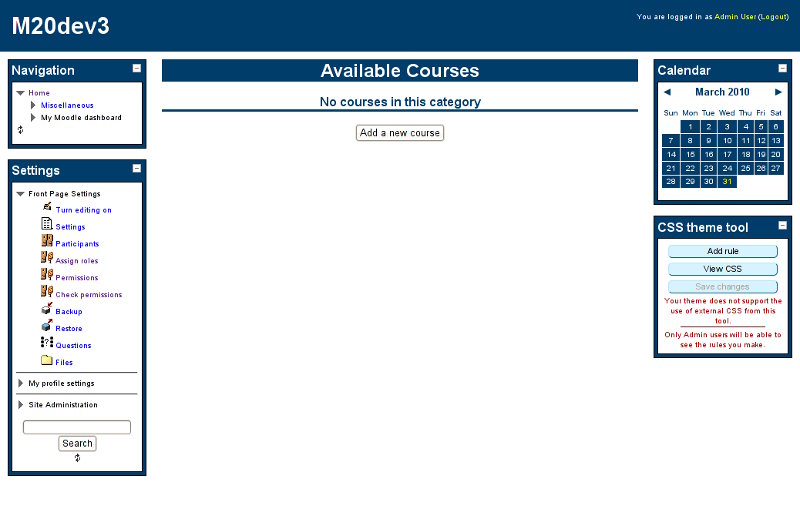 M20dev3
You are logged in as Admin User (Logout)
Navigation
Home
Miscellaneous
My Moodle dashboard
Settings
Front Page Settings
Turn editing on
Settings
Participants
Assign roles
Permissions
Check permissions
Backup
Restore
Questions
Files
My profile settings
Site Administration
Search
Available Courses
No courses in this category
Add a new course
Calendar
March 2010
Sun Mon Tue Wed Thu Fri Sat
1 2 3 4 5 6
7 8 9 10 11 12 13
14 15 16 17 18 19 20
21 22 23 24 25 26 27
28 29 30 31
CSS theme tool
Add rule
View CSS
Save changes
Your theme does not support the
use of external CSS from this
tool.
Only Admin users will be able to
see the rules you make.